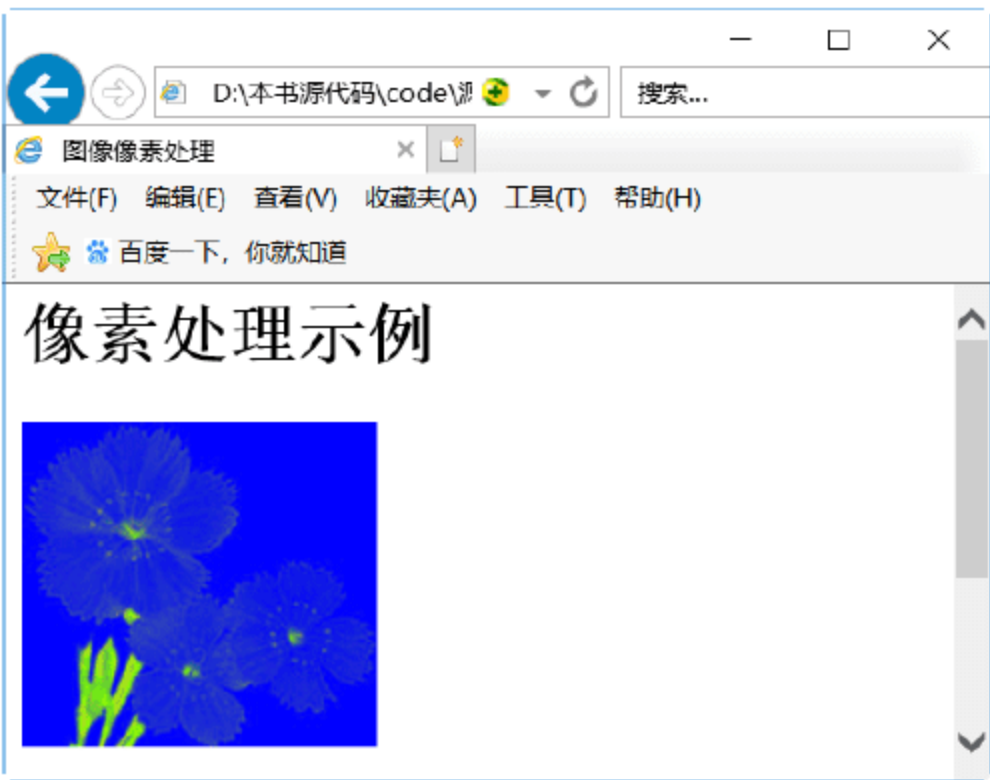 D:\本书源代码\code\源 搜索...
图像像素处理
文件(F) 编辑(E) 查看(V) 收藏夹(A) 工具(T) 帮助(H)
百度一下，你就知道
像素处理示例